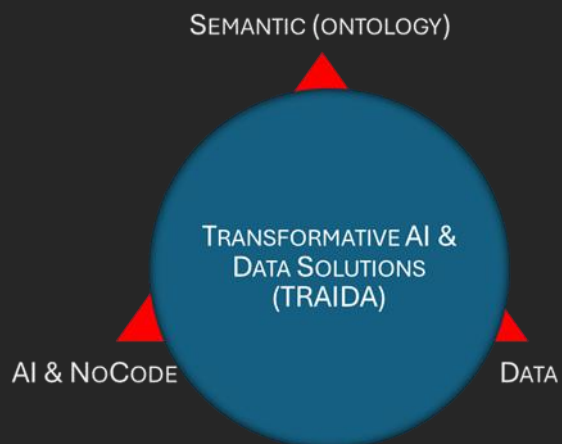 SEMANTIC (ONTOLOGY)
TRANSFORMATIVE AI &
DATA SOLUTIONS
(TRAIDA)
AI & NOCODE
DATA